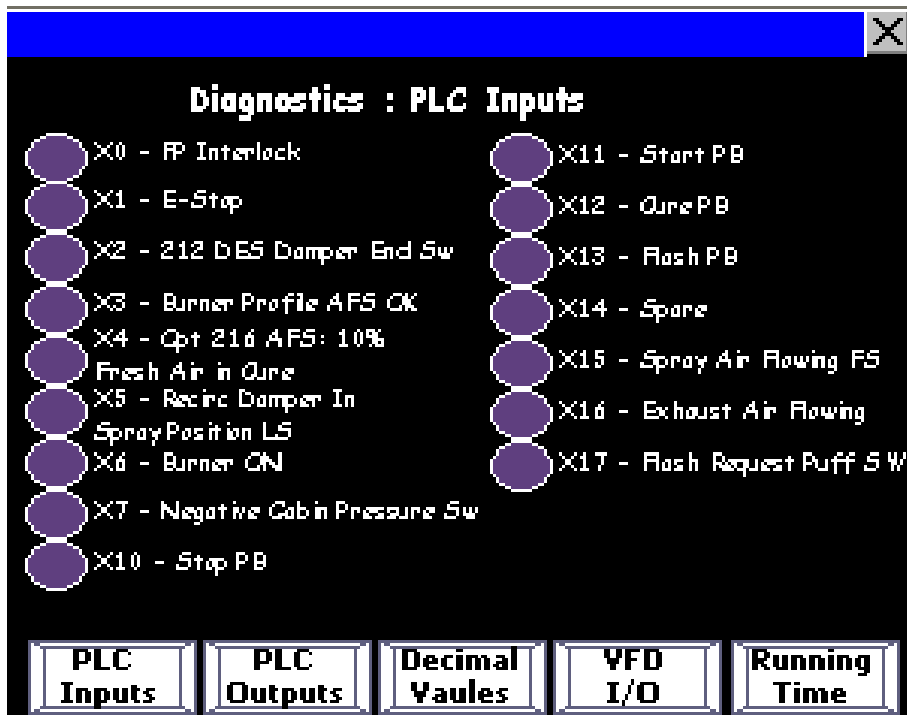 Diagnostics : PLC Inputs
X0 - FP Interlock
X1 - E-Stop
X2 - 212 DES Damper End Sw
X3 - Burner Profile AFS OK
X4 - Opt 216 AFS: 10%
Fresh Air in Cure
X5 - Recirc Damper In
Spray Position LS
X6 - Burner ON
X7 - Negative Cabin Pressure Sw
X10 - Stop PB
X11 - Start PB
X12 - Cure PB
X13 - Flash PB
X14 - Spare
X15 - Spray Air Flowing FS
X16 - Exhaust Air Flowing
X17 - Flash Request Puff SW
PLC
Inputs
PLC
Outputs
Decimal
Vaules
VFD
I/O
Running
Time